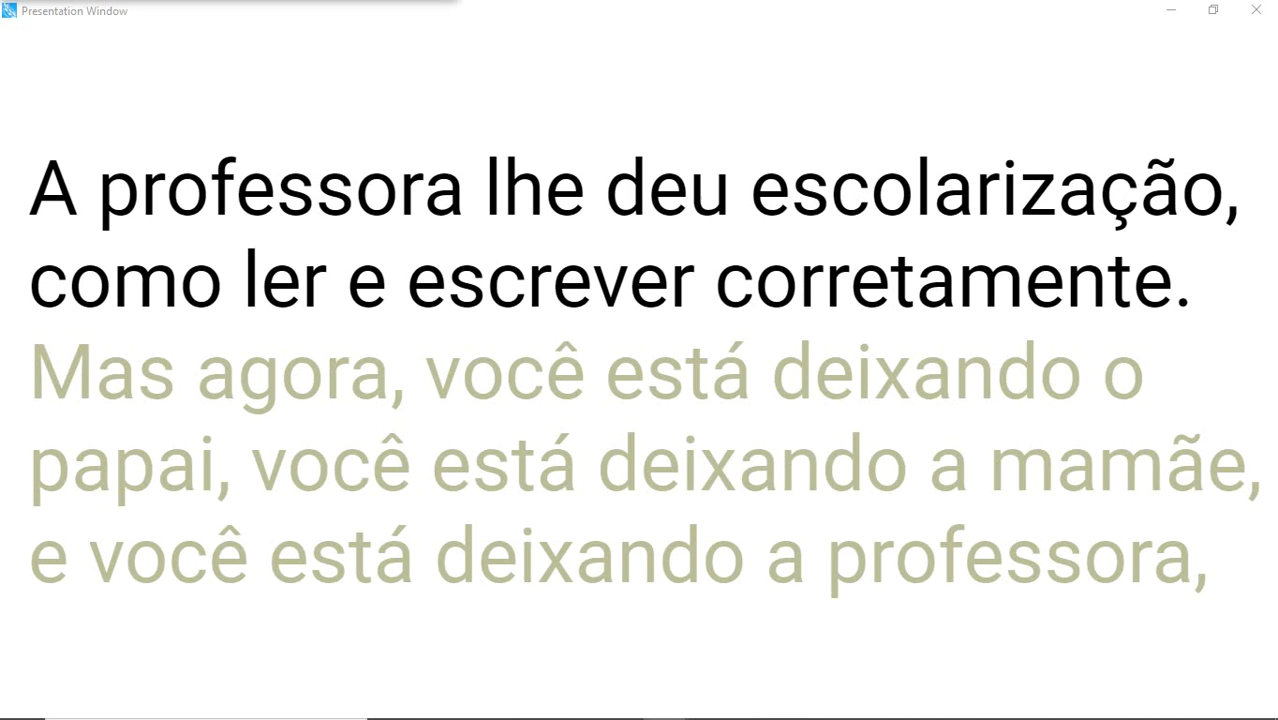 Presentation Window
A professora lhe deu escolarização,
como ler e escrever corretamente.
Mas agora, você está deixando o
papai, você está deixando a mamãe,
e você está deixando a professora,